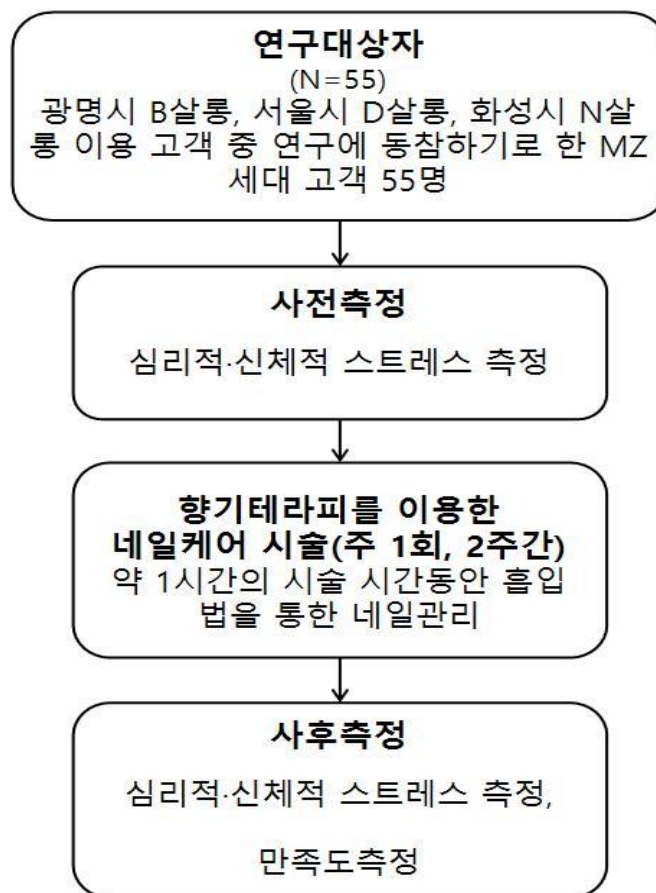 연구대상자
(N=55)
광명시 B살롱, 서울시 D살롱, 화성시 N살
롱 이용 고객 중 연구에 동참하기로 한 MZ
세대 고객 55명
사전측정
심리적·신체적 스트레스 측정
향기테라피를 이용한
네일케어 시술(주 1회, 2주간)
약 1시간의 시술 시간동안 흡입
법을 통한 네일관리
사후측정
심리적·신체적 스트레스 측정,
만족도측정